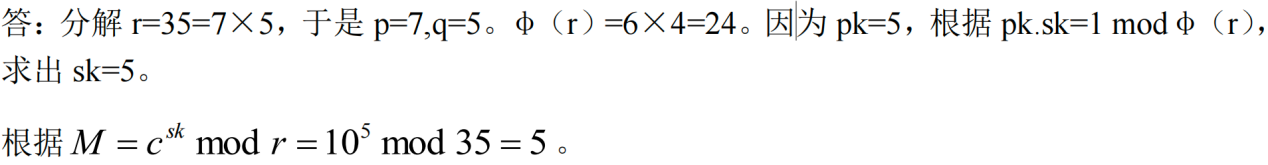 答：分解 r=35=7×5，于是 p=7,q=5。φ（r）=6×4=24。因为 pk=5，根据 pk.sk=1 mod φ（r），
求出 sk=5。
根据 M = c^{sk} mod r = 10^5 mod 35 = 5 。